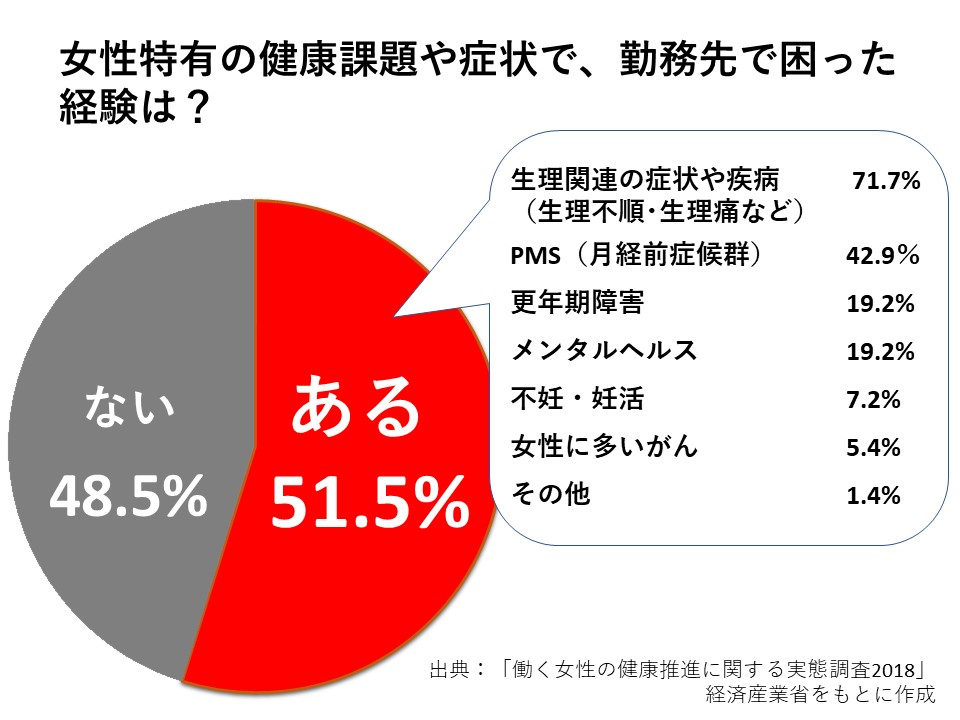 女性特有の健康課題や症状で、勤務先で困った
経験は？
生理関連の症状や疾病 71.7%
（生理不順･生理痛など）
PMS（月経前症候群） 42.9％
更年期障害 19.2%
メンタルヘルス 19.2%
不妊・妊活 7.2%
女性に多いがん 5.4%
その他 1.4%
ない
48.5%
ある
51.5%
出典：「働く女性の健康推進に関する実態調査2018」
経済産業省をもとに作成